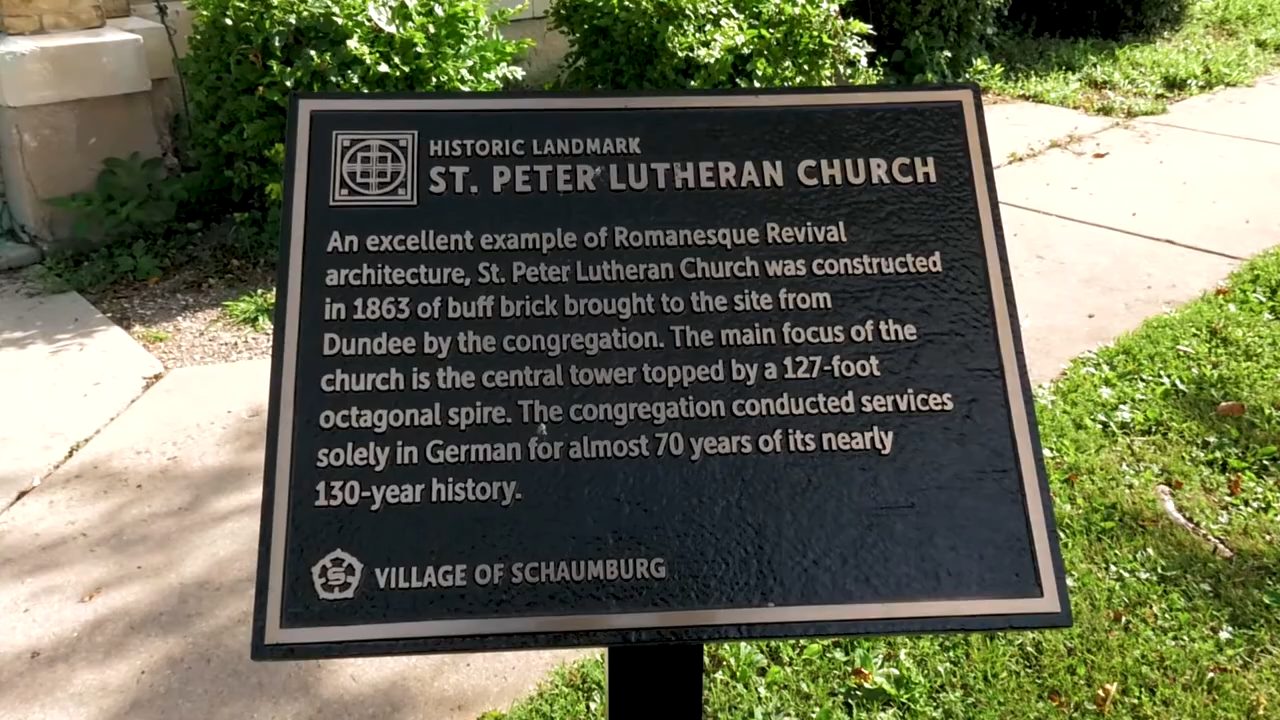 HISTORIC LANDMARK
ST. PETER LUTHERAN CHURCH
An excellent example of Romanesque Revival
architecture, St. Peter Lutheran Church was constructed
in 1863 of buff brick brought to the site from
Dundee by the congregation. The main focus of the
church is the central tower topped by a 127-foot
octagonal spire. The congregation conducted services
solely in German for almost 70 years of its nearly
130-year history.
S
VILLAGE OF SCHAUMBURG